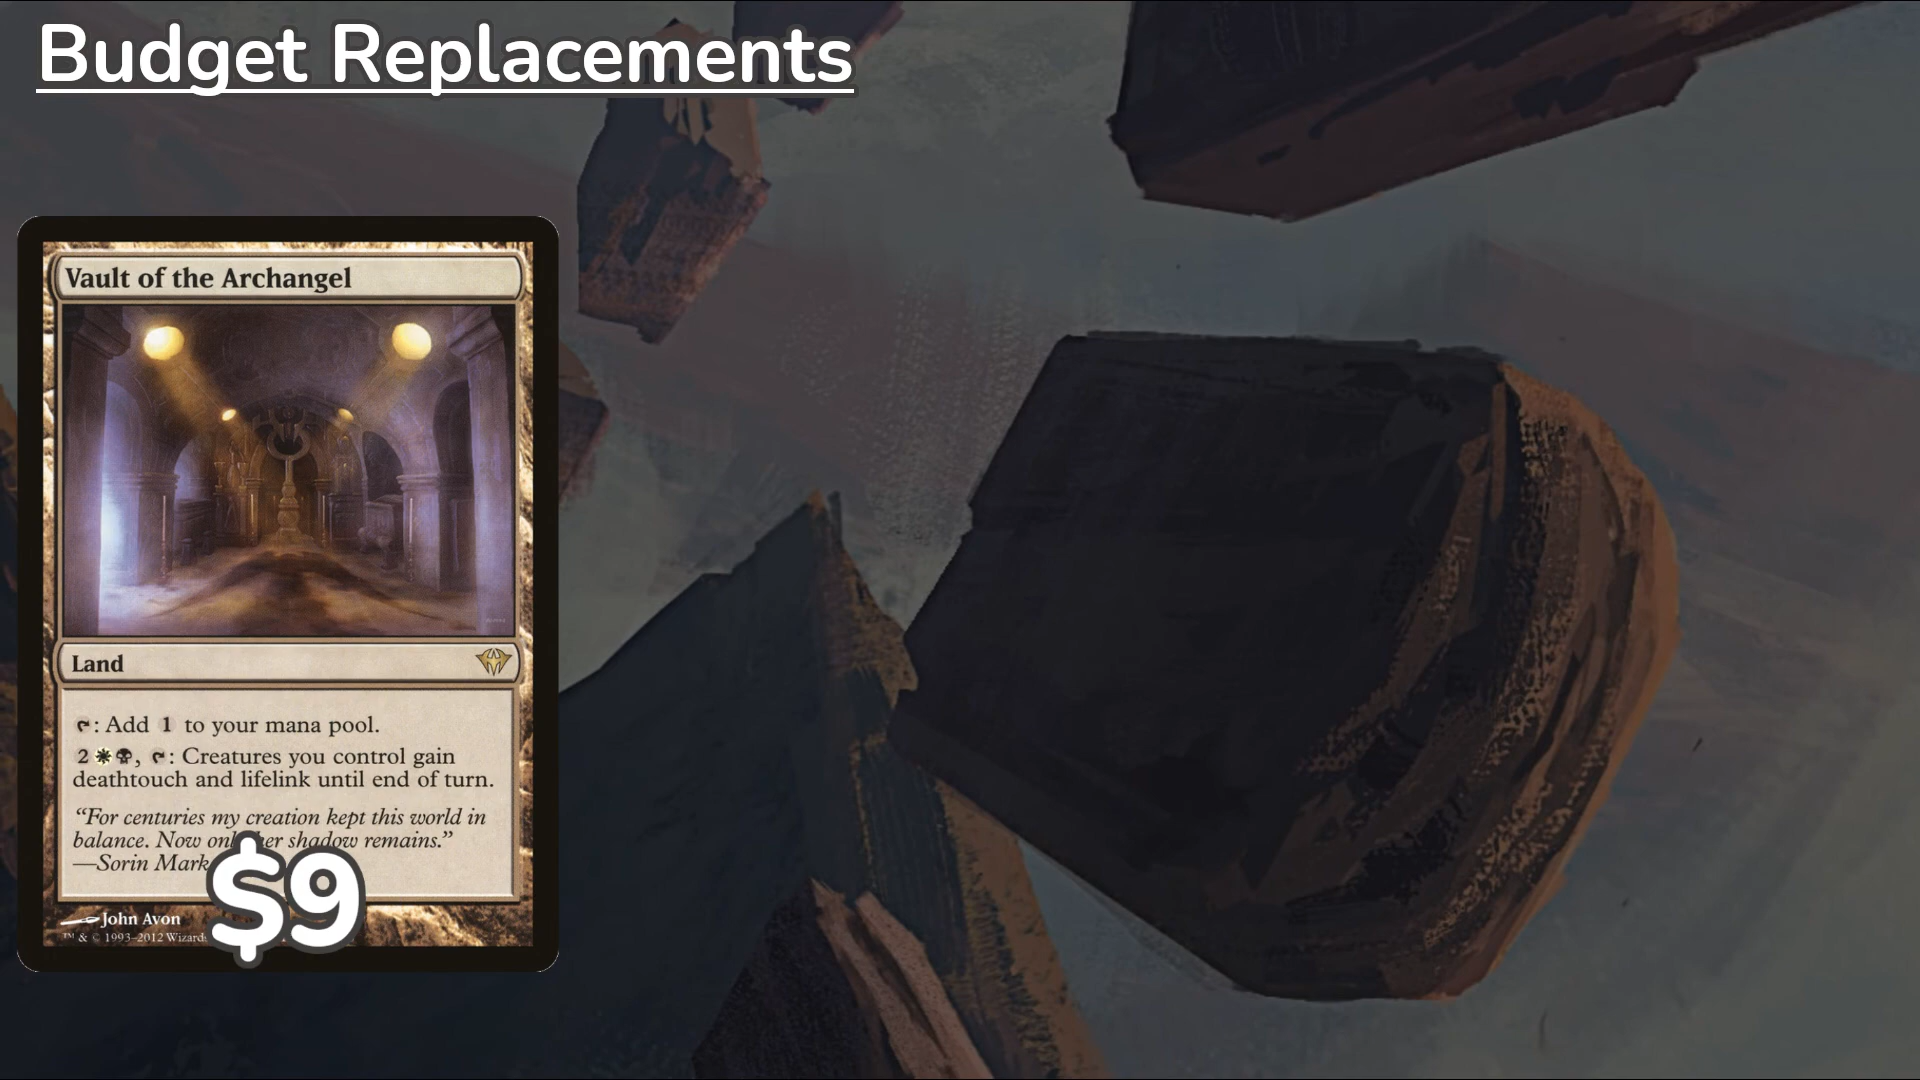 Budget Replacements
Vault of the Archangel
Land
: Add 1 to your mana pool.
2 , : Creatures you control gain
deathtouch and lifelink until end of turn.
“For centuries my creation kept this world in
balance. Now only her shadow remains.”
—Sorin Mark
$9
John Avon
™ & © 1993–2012 Wizards